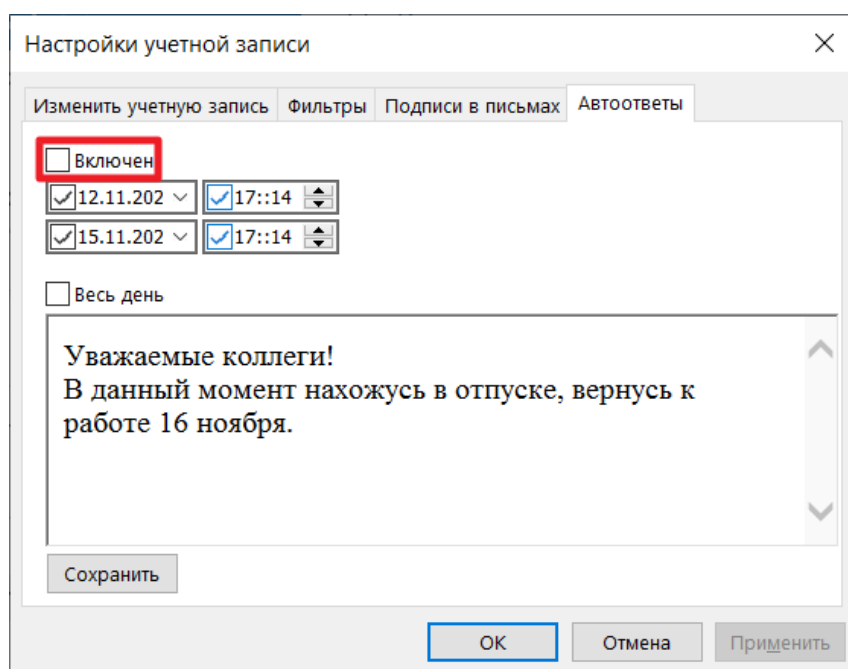 Настройки учетной записи
Изменить учетную запись Фильтры Подписи в письмах Автоответы
Включен
12.11.202 17::14
15.11.202 17::14
Весь день
Уважаемые коллеги!
В данный момент нахожусь в отпуске, вернусь к
работе 16 ноября.
Сохранить
ОК Отмена Применить